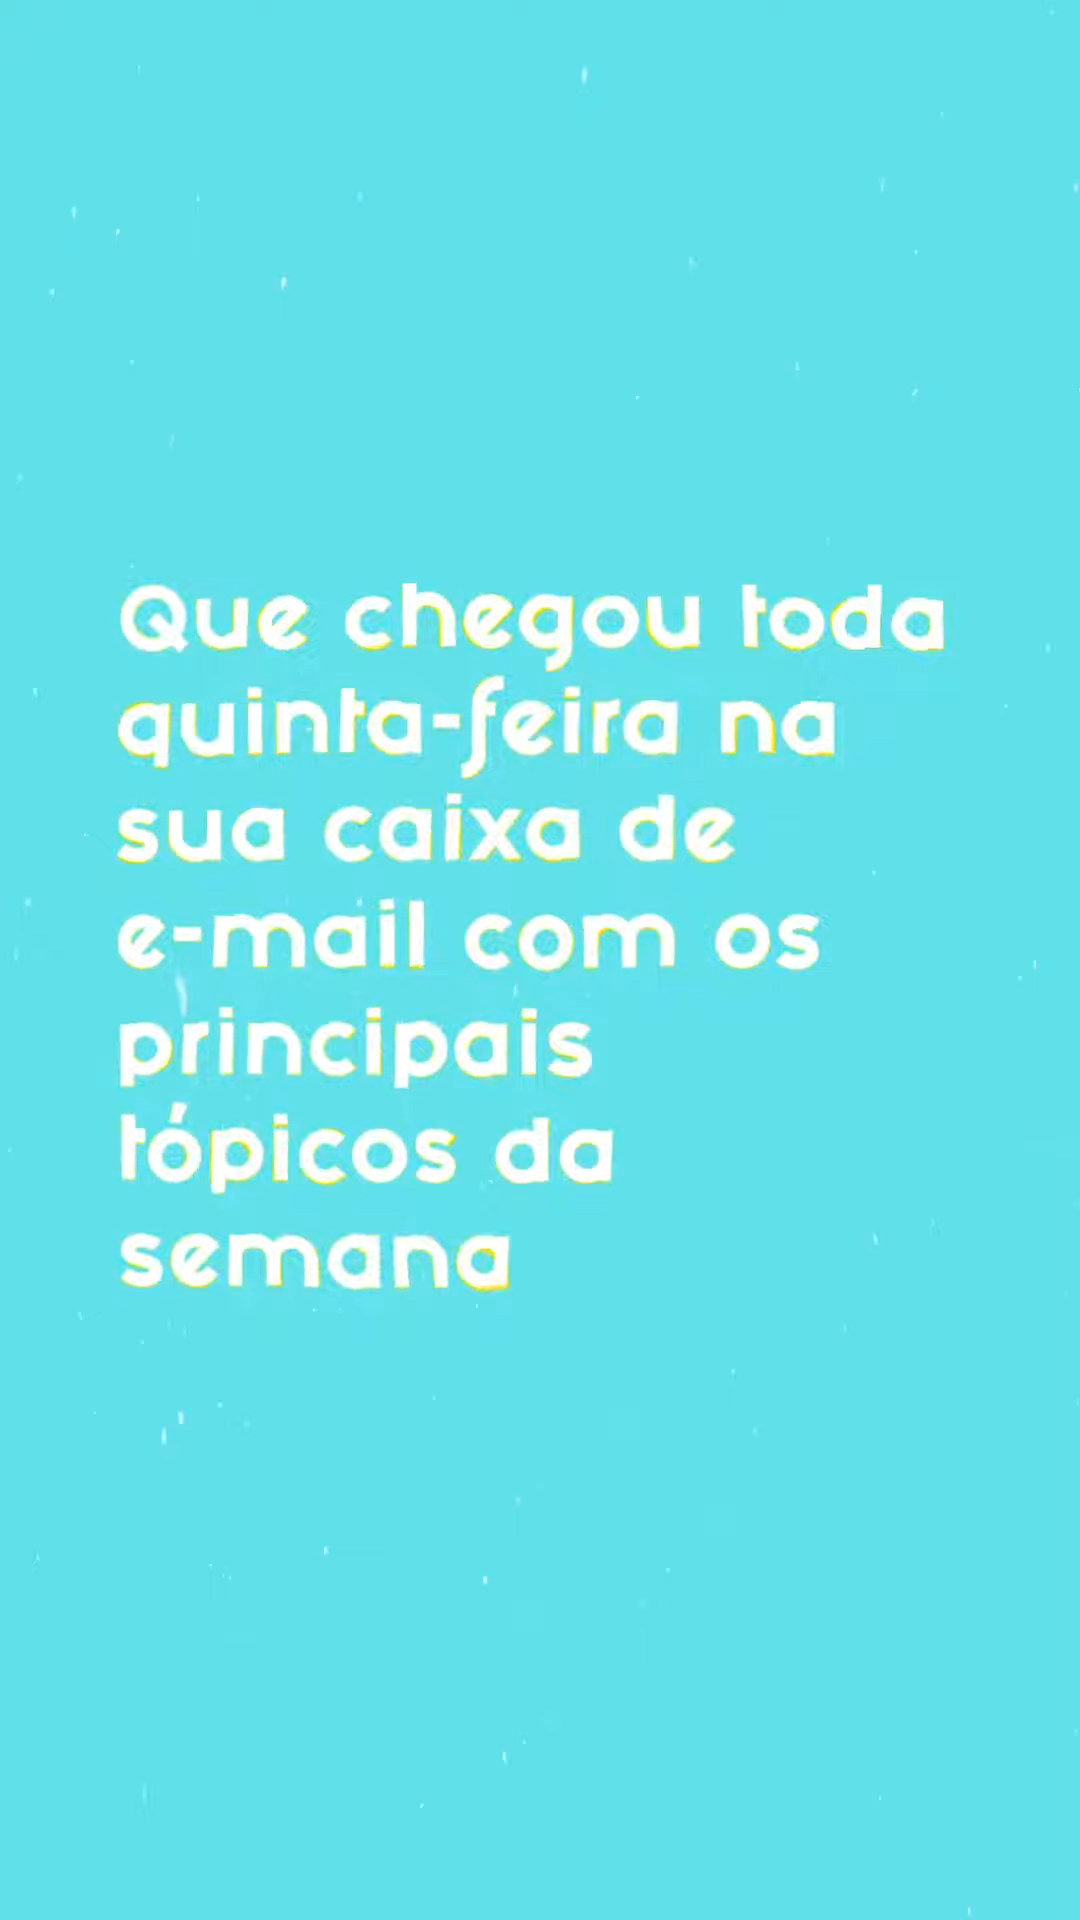 Que chegou toda
quinta-feira na
sua caixa de
e-mail com os
principais
tópicos da
semana